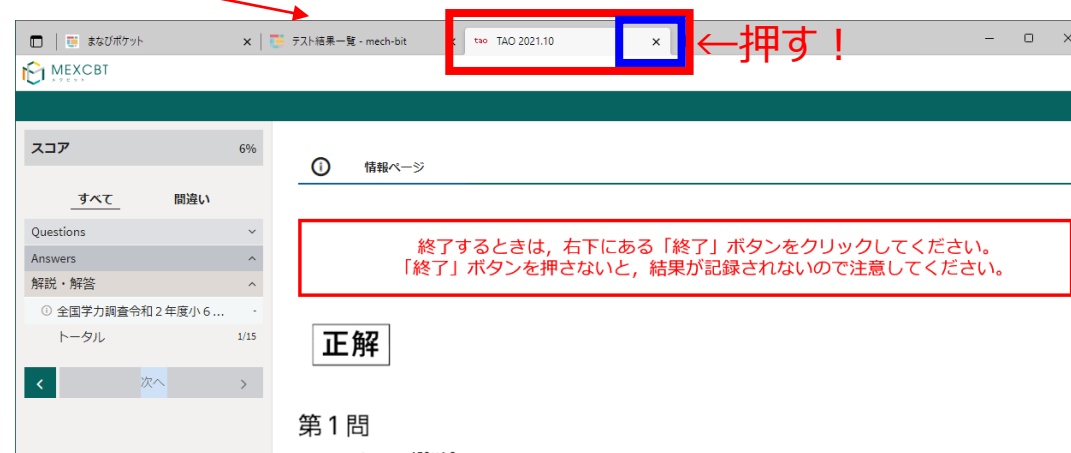 まなびポケット
テスト結果一覧 - mech-bit
tao TAO 2021.10
←押す！
MEXCBT
メクビット
スコア 6%
情報ページ
すべて 間違い
Questions
終了するときは，右下にある「終了」ボタンをクリックしてください。
「終了」ボタンを押さないと，結果が記録されないので注意してください。
Answers
解説・解答
全国学力調査令和２年度小６...
トータル 1/15
正解
次へ
第１問